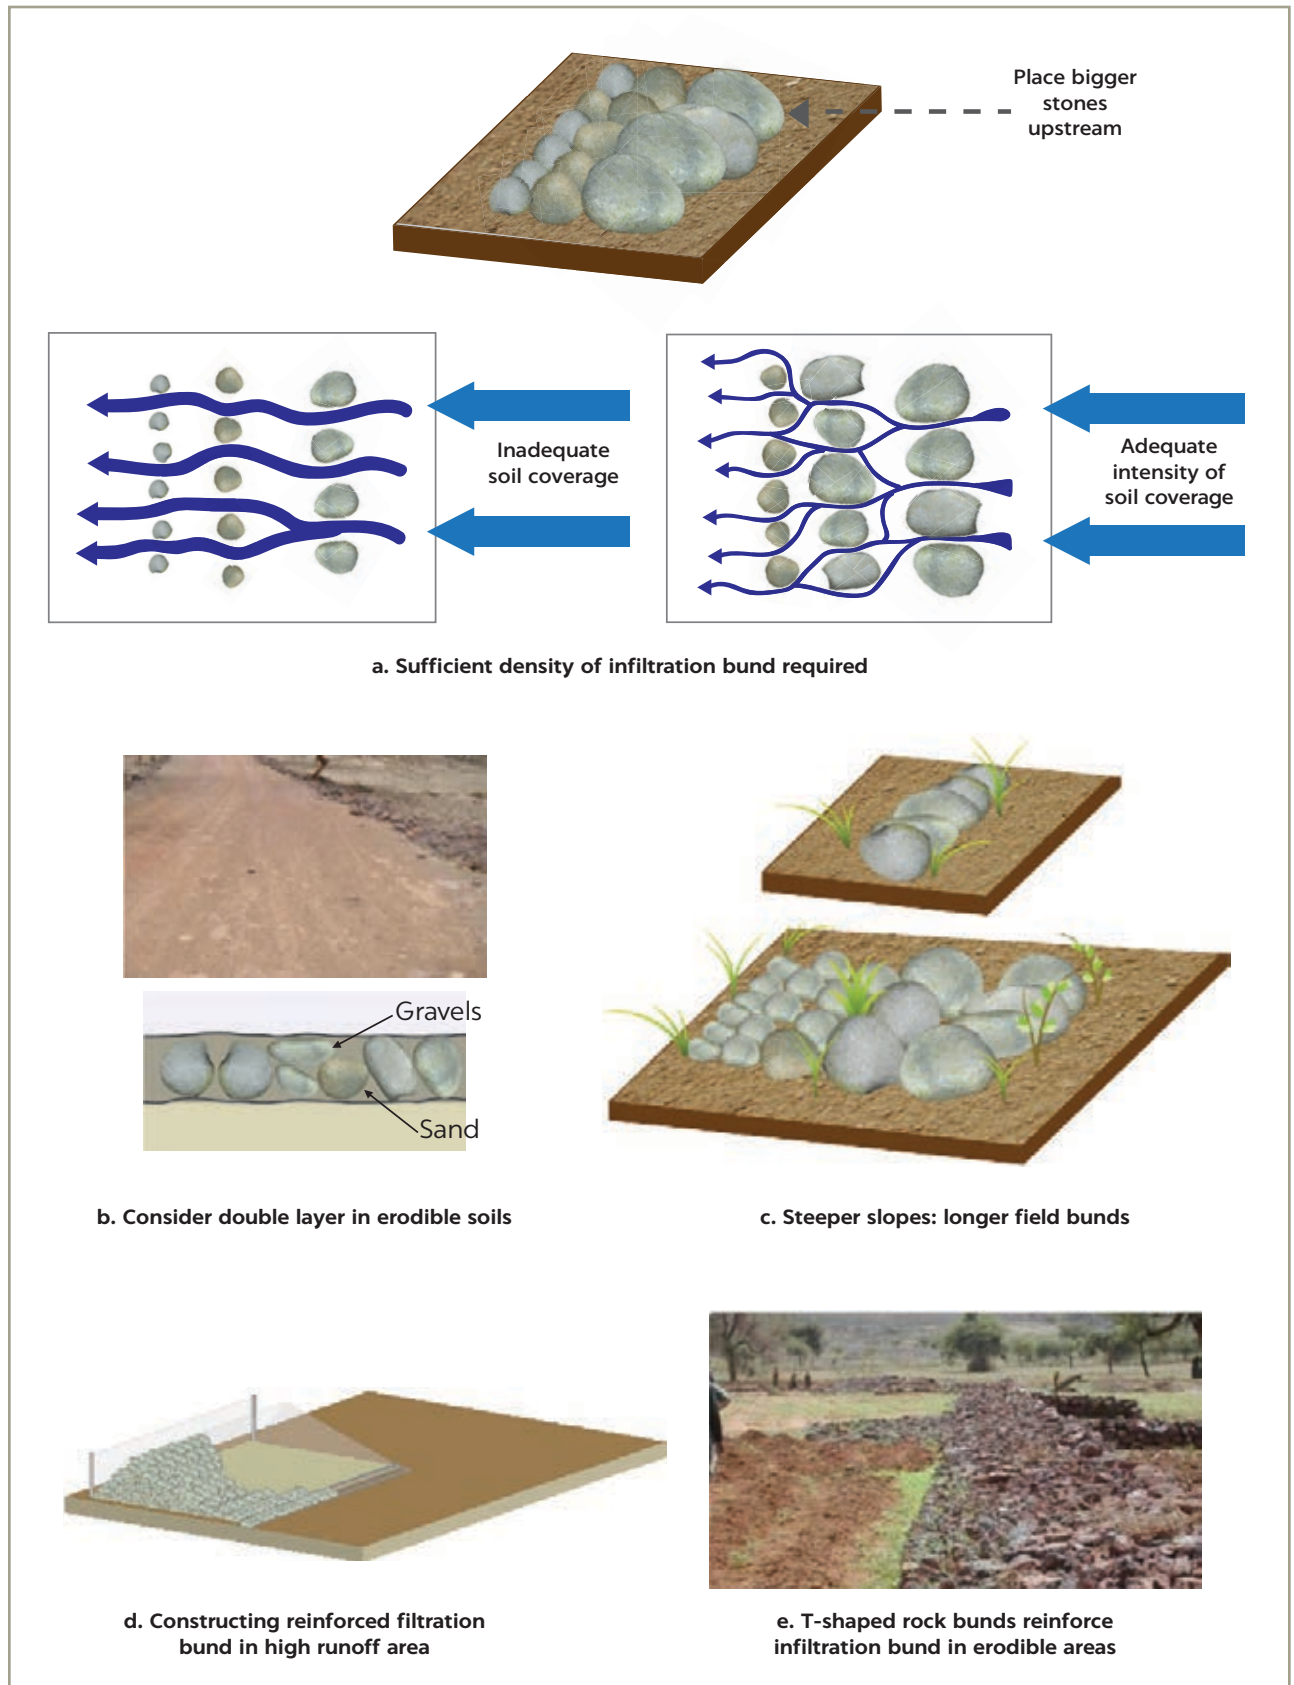 Place bigger
stones
upstream
Inadequate
soil coverage
Adequate
intensity of
soil coverage
a. Sufficient density of infiltration bund required
Gravels
Sand
b. Consider double layer in erodible soils
c. Steeper slopes: longer field bunds
d. Constructing reinforced filtration
bund in high runoff area
e. T-shaped rock bunds reinforce
infiltration bund in erodible areas